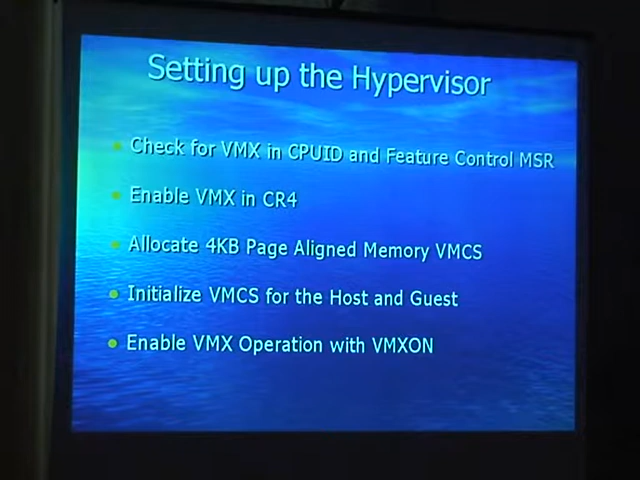 Setting up the Hypervisor
Check for VMX in CPUID and Feature Control MSR
Enable VMX in CR4
Allocate 4KB Page Aligned Memory VMCS
Initialize VMCS for the Host and Guest
Enable VMX Operation with VMXON